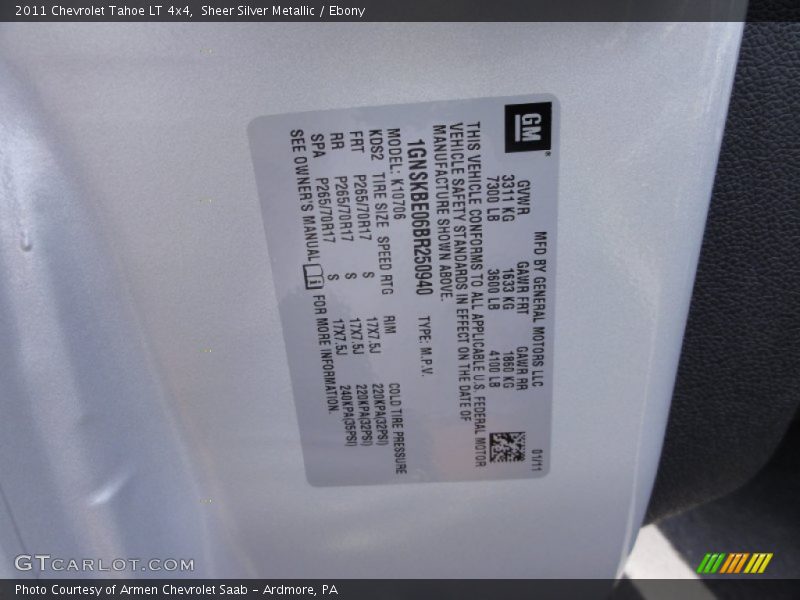 2011 Chevrolet Tahoe LT 4x4,  Sheer Silver Metallic / Ebony
GM
MFD BY GENERAL MOTORS LLC 01/11
GVWR GAWR FRT GAWR RR
3311 KG 1633 KG 1860 KG
7300 LB 3600 LB 4100 LB
THIS VEHICLE CONFORMS TO ALL APPLICABLE U.S. FEDERAL MOTOR
VEHICLE SAFETY STANDARDS IN EFFECT ON THE DATE OF
MANUFACTURE SHOWN ABOVE.
1GNSKBE06BR250940 TYPE: M.P.V.
MODEL: K10706
KDS2 TIRE SIZE SPEED RTG RIM COLD TIRE PRESSURE
FRT P265/70R17 S 17X7.5J 220KPA(32PSI)
RR P265/70R17 S 17X7.5J 220KPA(32PSI)
SPA P265/70R17 S 17X7.5J 240KPA(35PSI)
SEE OWNER'S MANUAL i FOR MORE INFORMATION.
GTCARLOT.COM
Photo Courtesy of Armen Chevrolet Saab – Ardmore, PA